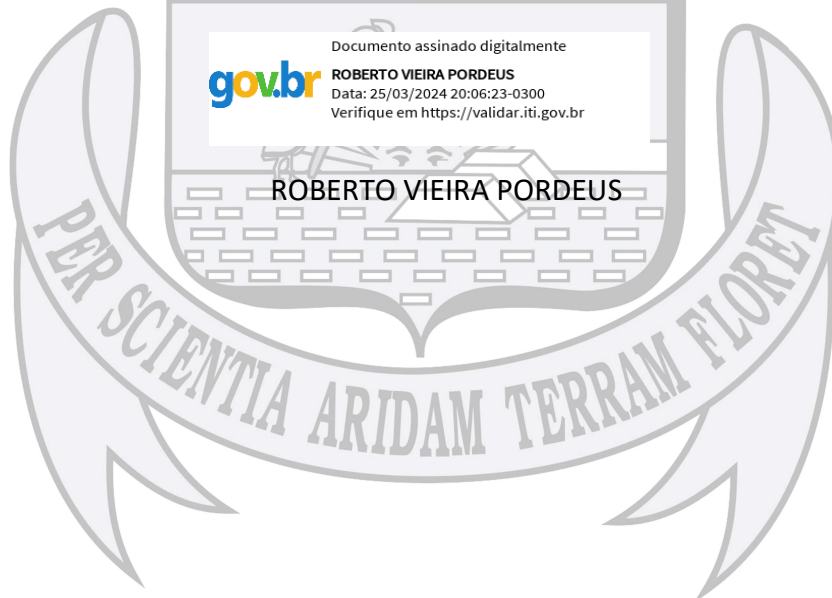 Documento assinado digitalmente
gov.br
ROBERTO VIEIRA PORDEUS
Data: 25/03/2024 20:06:23-0300
Verifique em https://validar.iti.gov.br
ROBERTO VIEIRA PORDEUS
PER SCIENTIA ARIDAM TERRAM FLORET